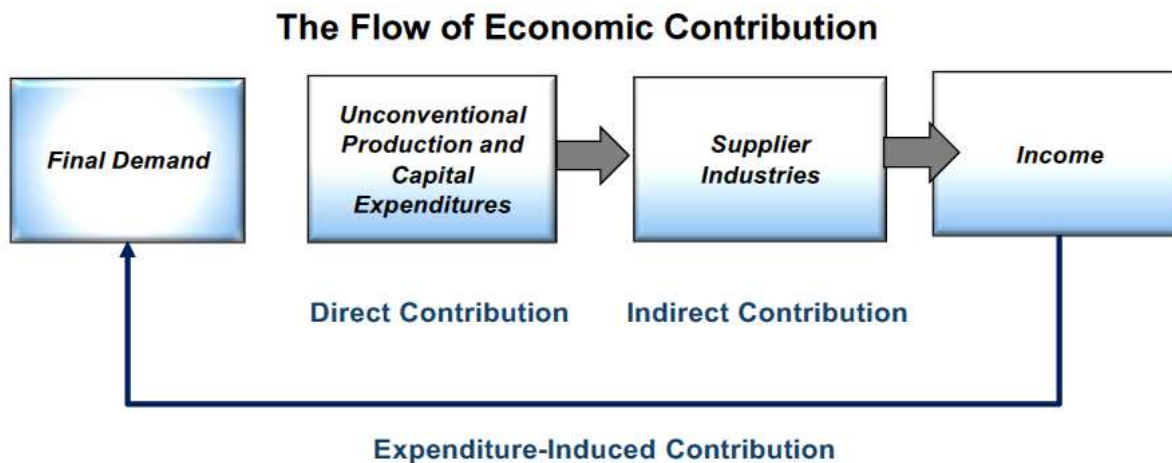 The Flow of Economic Contribution
Final Demand
Unconventional
Production and
Capital
Expenditures
Supplier
Industries
Income
Direct Contribution
Indirect Contribution
Expenditure-Induced Contribution